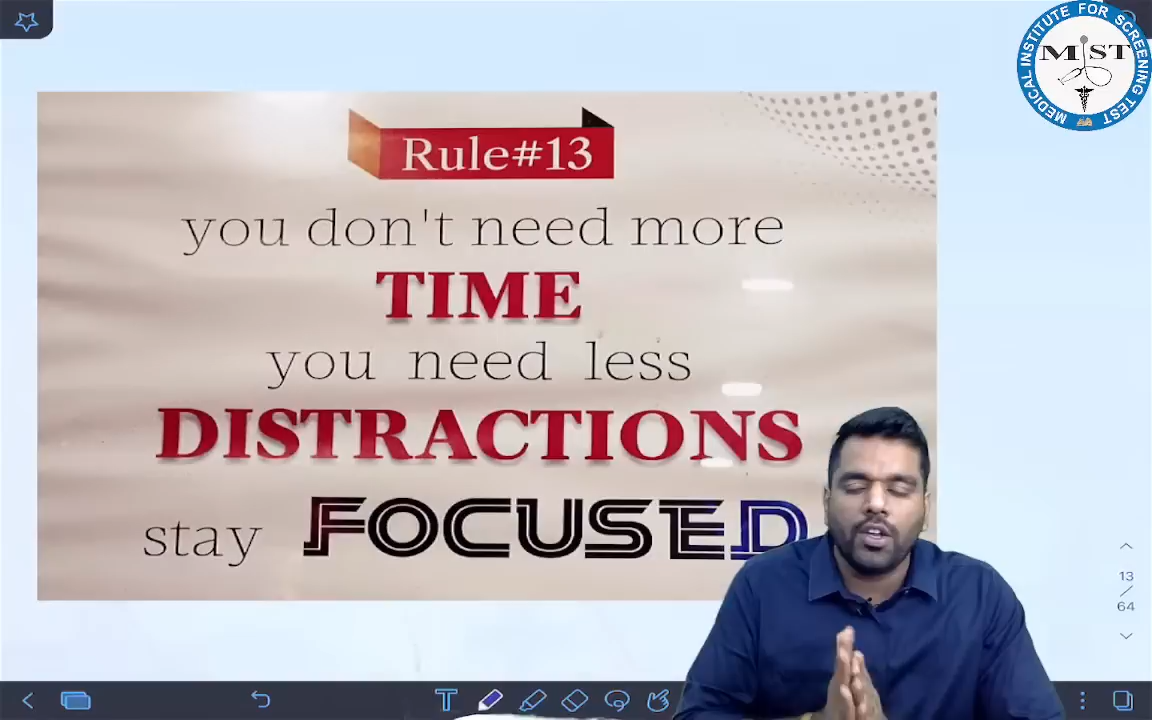 Rule#13
you don't need more
TIME
you need less
DISTRACTIONS
stay FOCUSED
MEDICAL INSTITUTE FOR SCREENING TEST
MIST
13
/
64
T